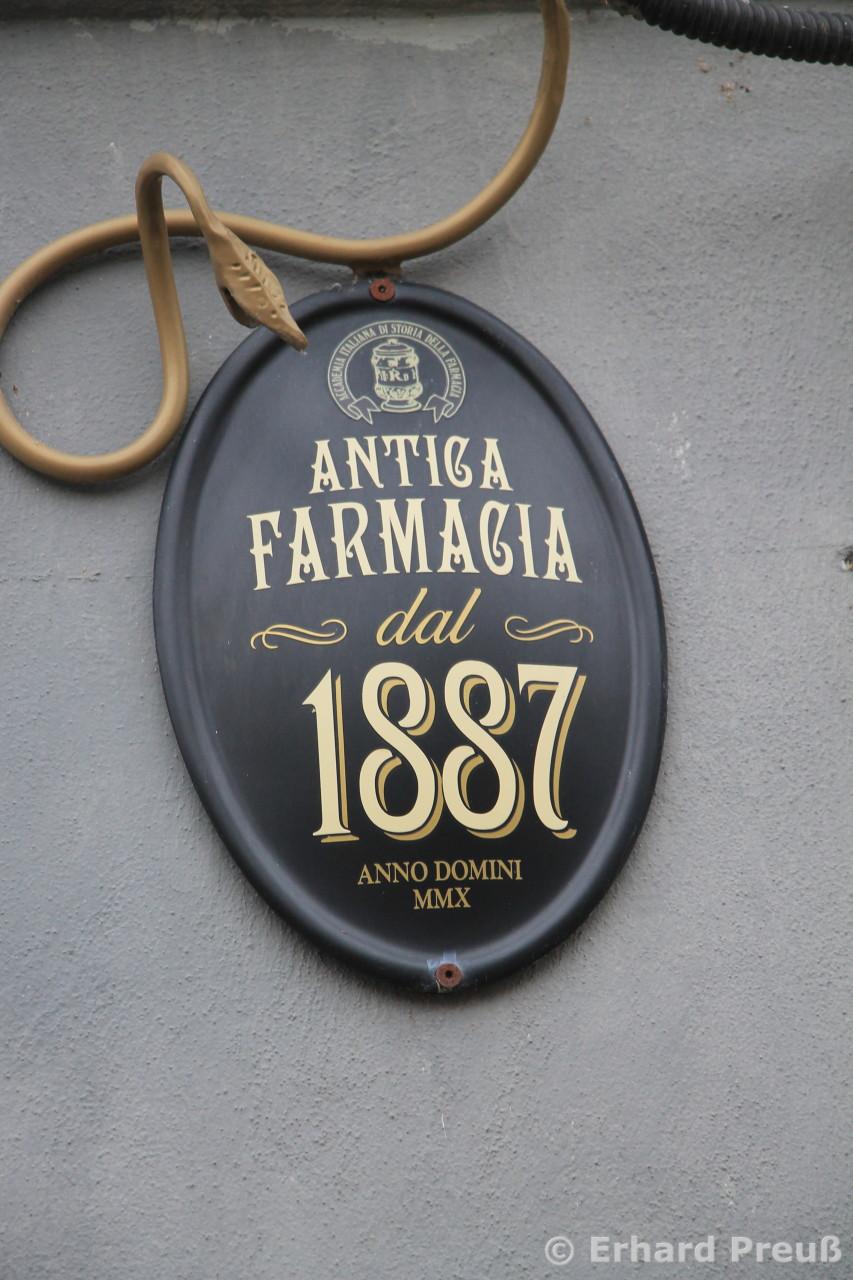 ACCADEMIA ITALIANA DI STORIA DELLA FARMACIA
ANTICA
FARMACIA
dal
1887
ANNO DOMINI
MMX
© Erhard Preuß